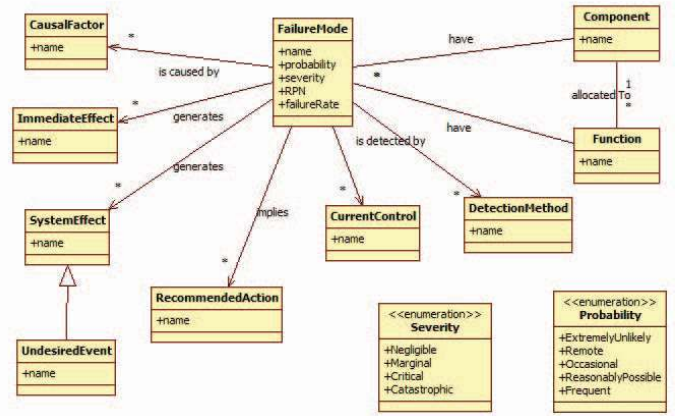 CausalFactor
+name
FailureMode
+name
+probability
+severity
+RPN
+failureRate
Component
+name
*
is caused by
have
*
*
ImmediateEffect
+name
*
generates
allocated To
1
*
is detected by
have
Function
+name
generates
*
SystemEffect
+name
implies
*
*
CurrentControl
+name
*
DetectionMethod
+name
RecommendedAction
+name
<<enumeration>>
Severity
+Negligible
+Marginal
+Critical
+Catastrophic
<<enumeration>>
Probability
+ExtremelyUnlikely
+Remote
+Occasional
+ReasonablyPossible
+Frequent
UndesiredEvent
+name